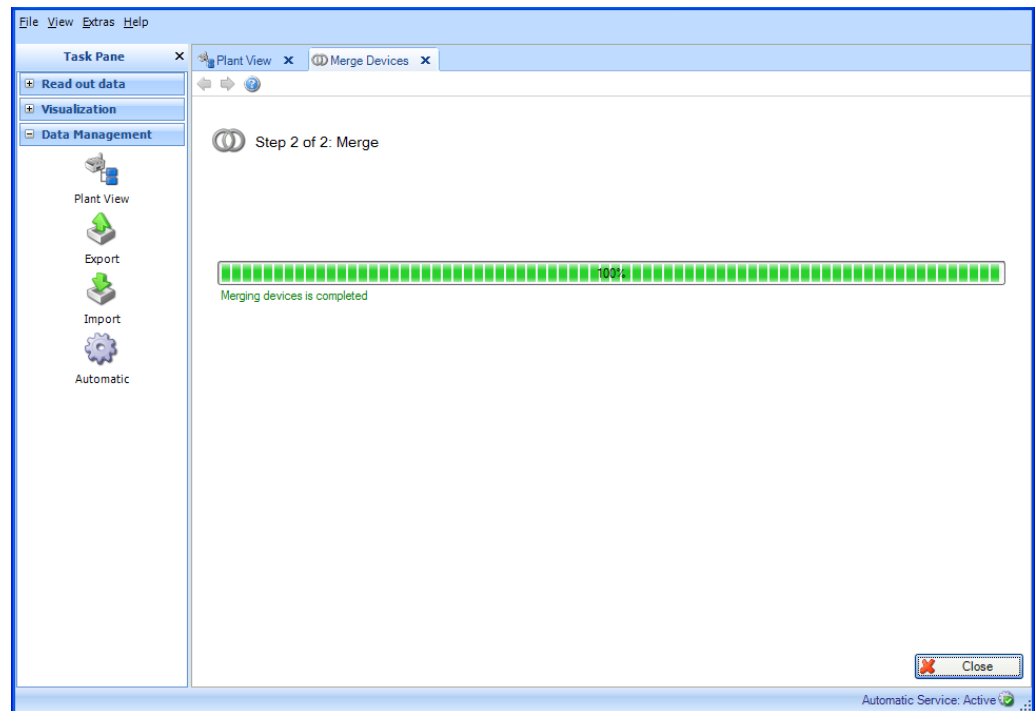 File View Extras Help
Task Pane
Read out data
Visualization
Data Management
Plant View
Export
Import
Automatic
Plant View
Merge Devices
Step 2 of 2: Merge
100%
Merging devices is completed
Close
Automatic Service: Active